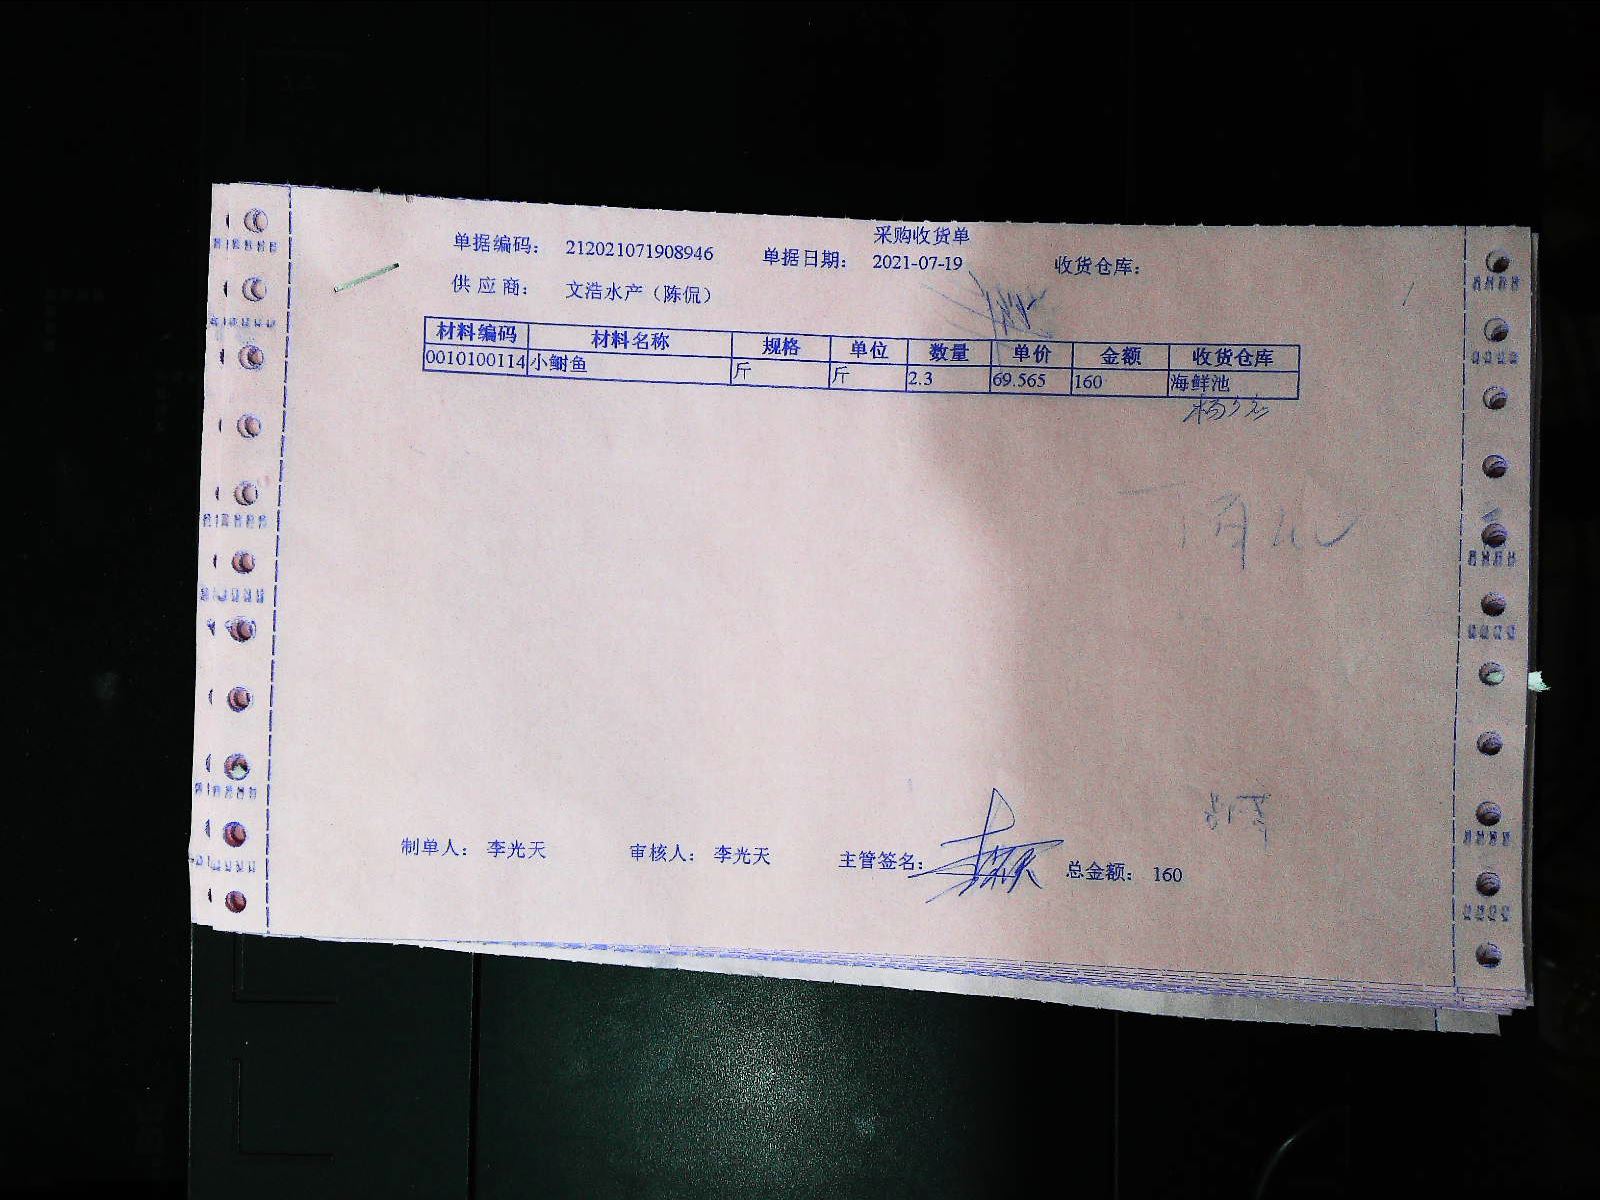 采购收货单
单据编码： 212021071908946 单据日期： 2021-07-19 收货仓库：
供应商： 文浩水产（陈侃）
材料编码 材料名称 规格 单位 数量 单价 金额 收货仓库
0010100114 小鲥鱼 斤 斤 2.3 69.565 160 海鲜池
制单人： 李光天 审核人： 李光天 主管签名： 总金额： 160